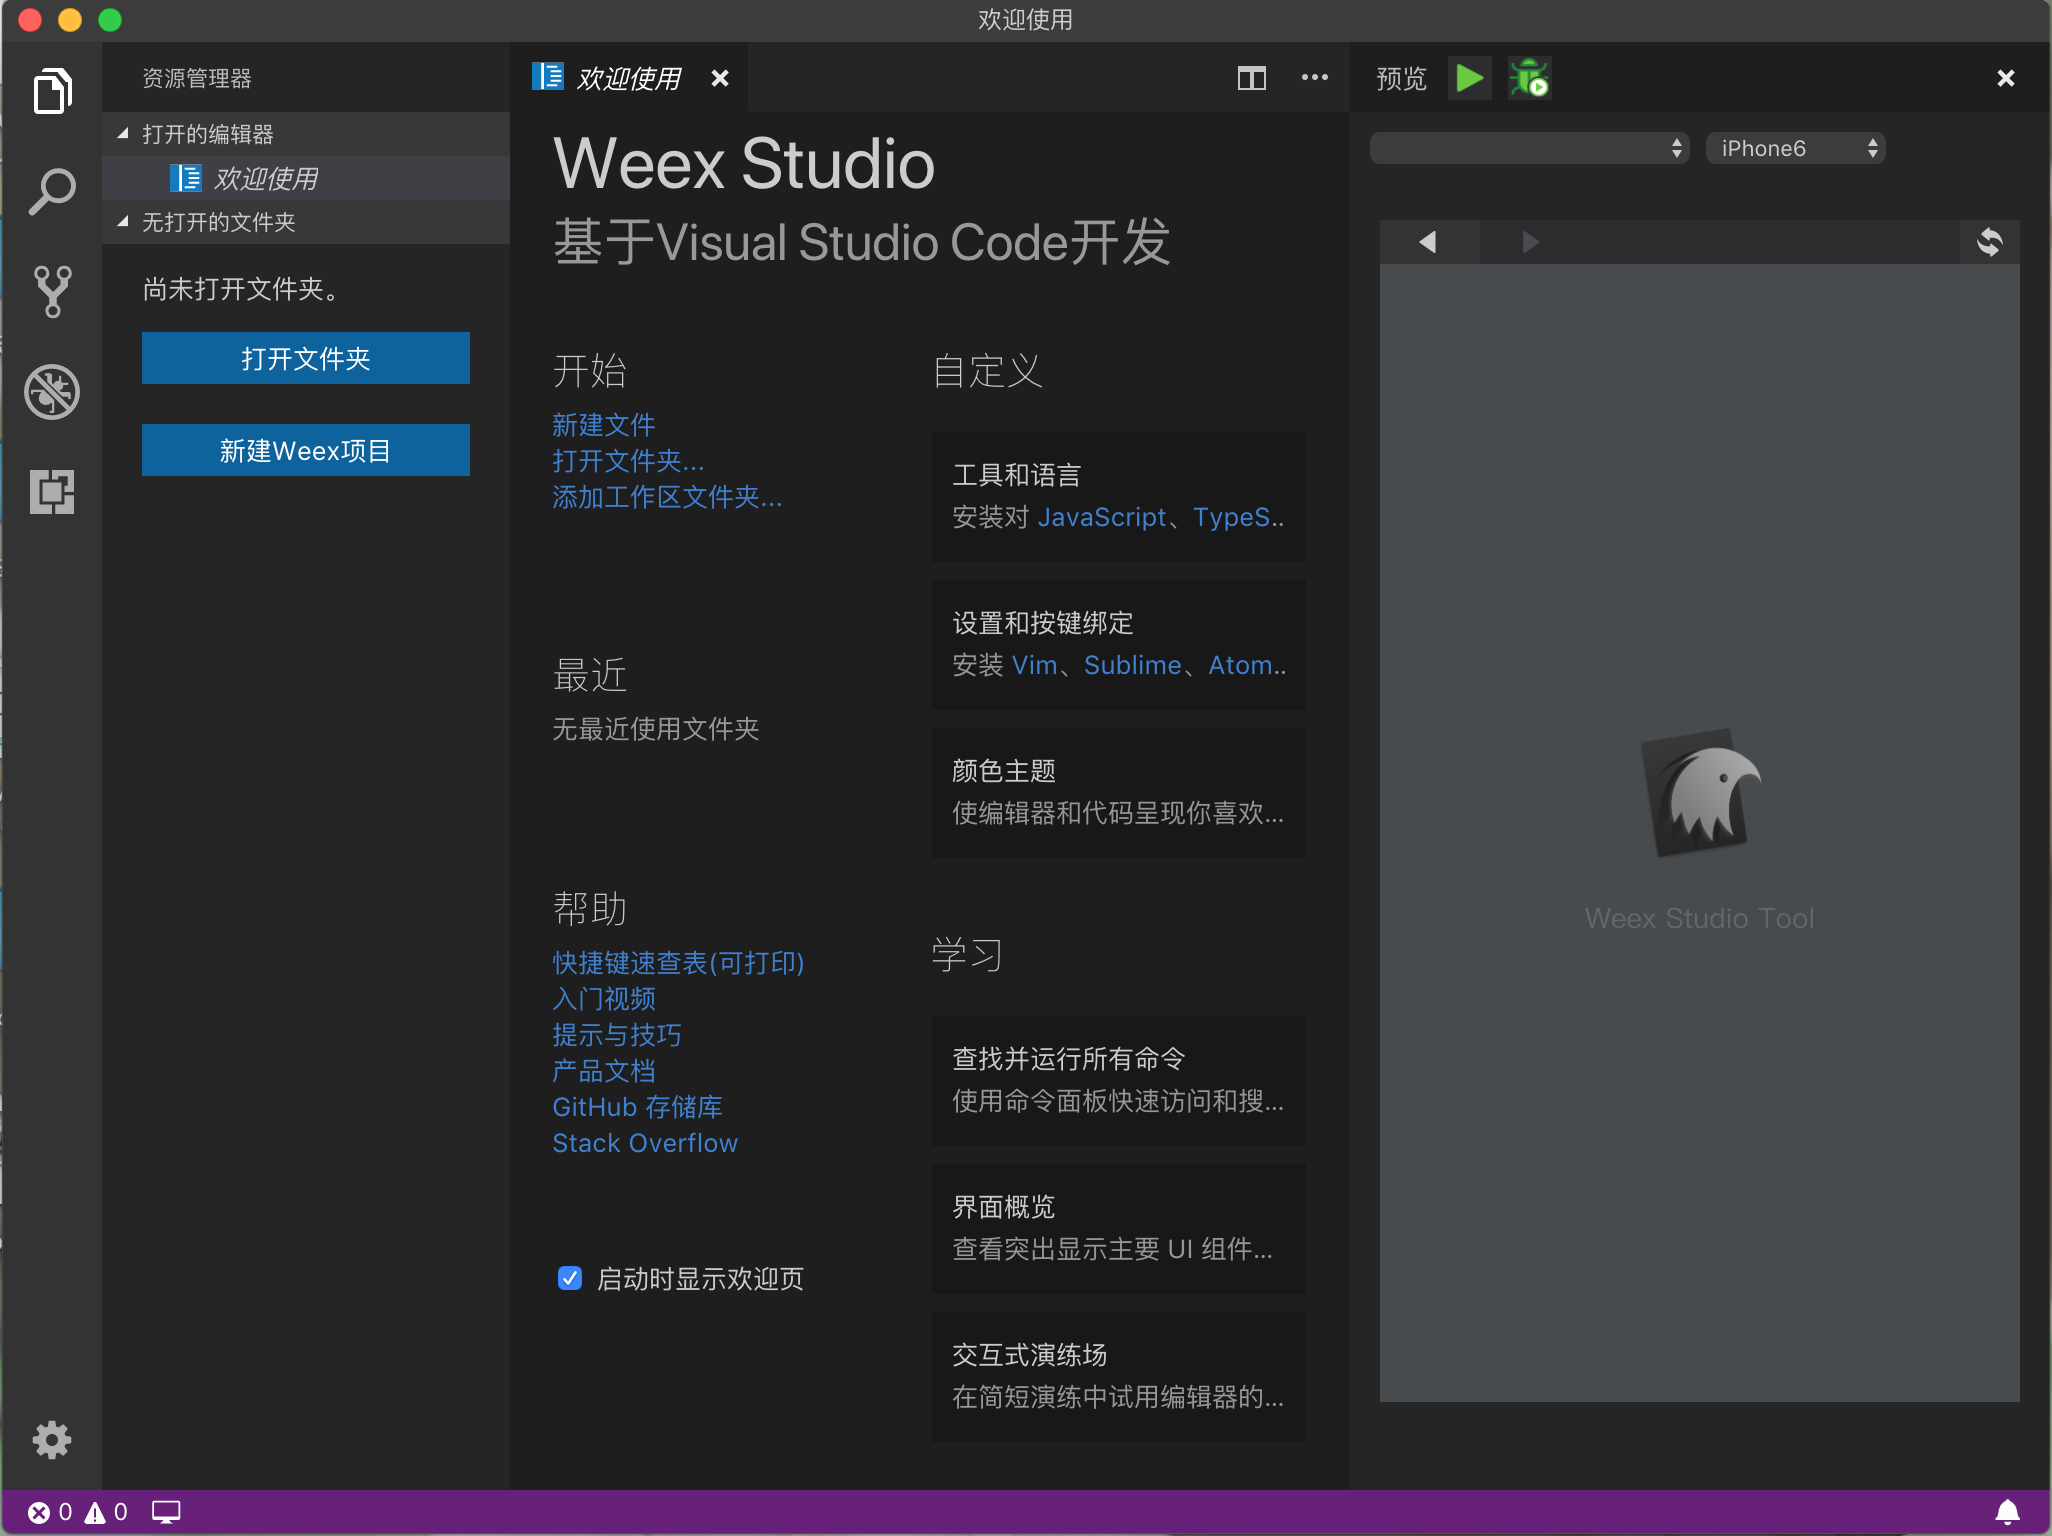 欢迎使用
资源管理器
打开的编辑器
欢迎使用
无打开的文件夹
尚未打开文件夹。
打开文件夹
新建Weex项目
欢迎使用
Weex Studio
基于Visual Studio Code开发
开始
新建文件
打开文件夹...
添加工作区文件夹...
最近
无最近使用文件夹
帮助
快捷键速查表(可打印)
入门视频
提示与技巧
产品文档
GitHub 存储库
Stack Overflow
启动时显示欢迎页
自定义
工具和语言
安装对 JavaScript、TypeS..
设置和按键绑定
安装 Vim、Sublime、Atom..
颜色主题
使编辑器和代码呈现你喜欢...
学习
查找并运行所有命令
使用命令面板快速访问和搜...
界面概览
查看突出显示主要 UI 组件...
交互式演练场
在简短演练中试用编辑器的...
预览
iPhone6
Weex Studio Tool
0 0